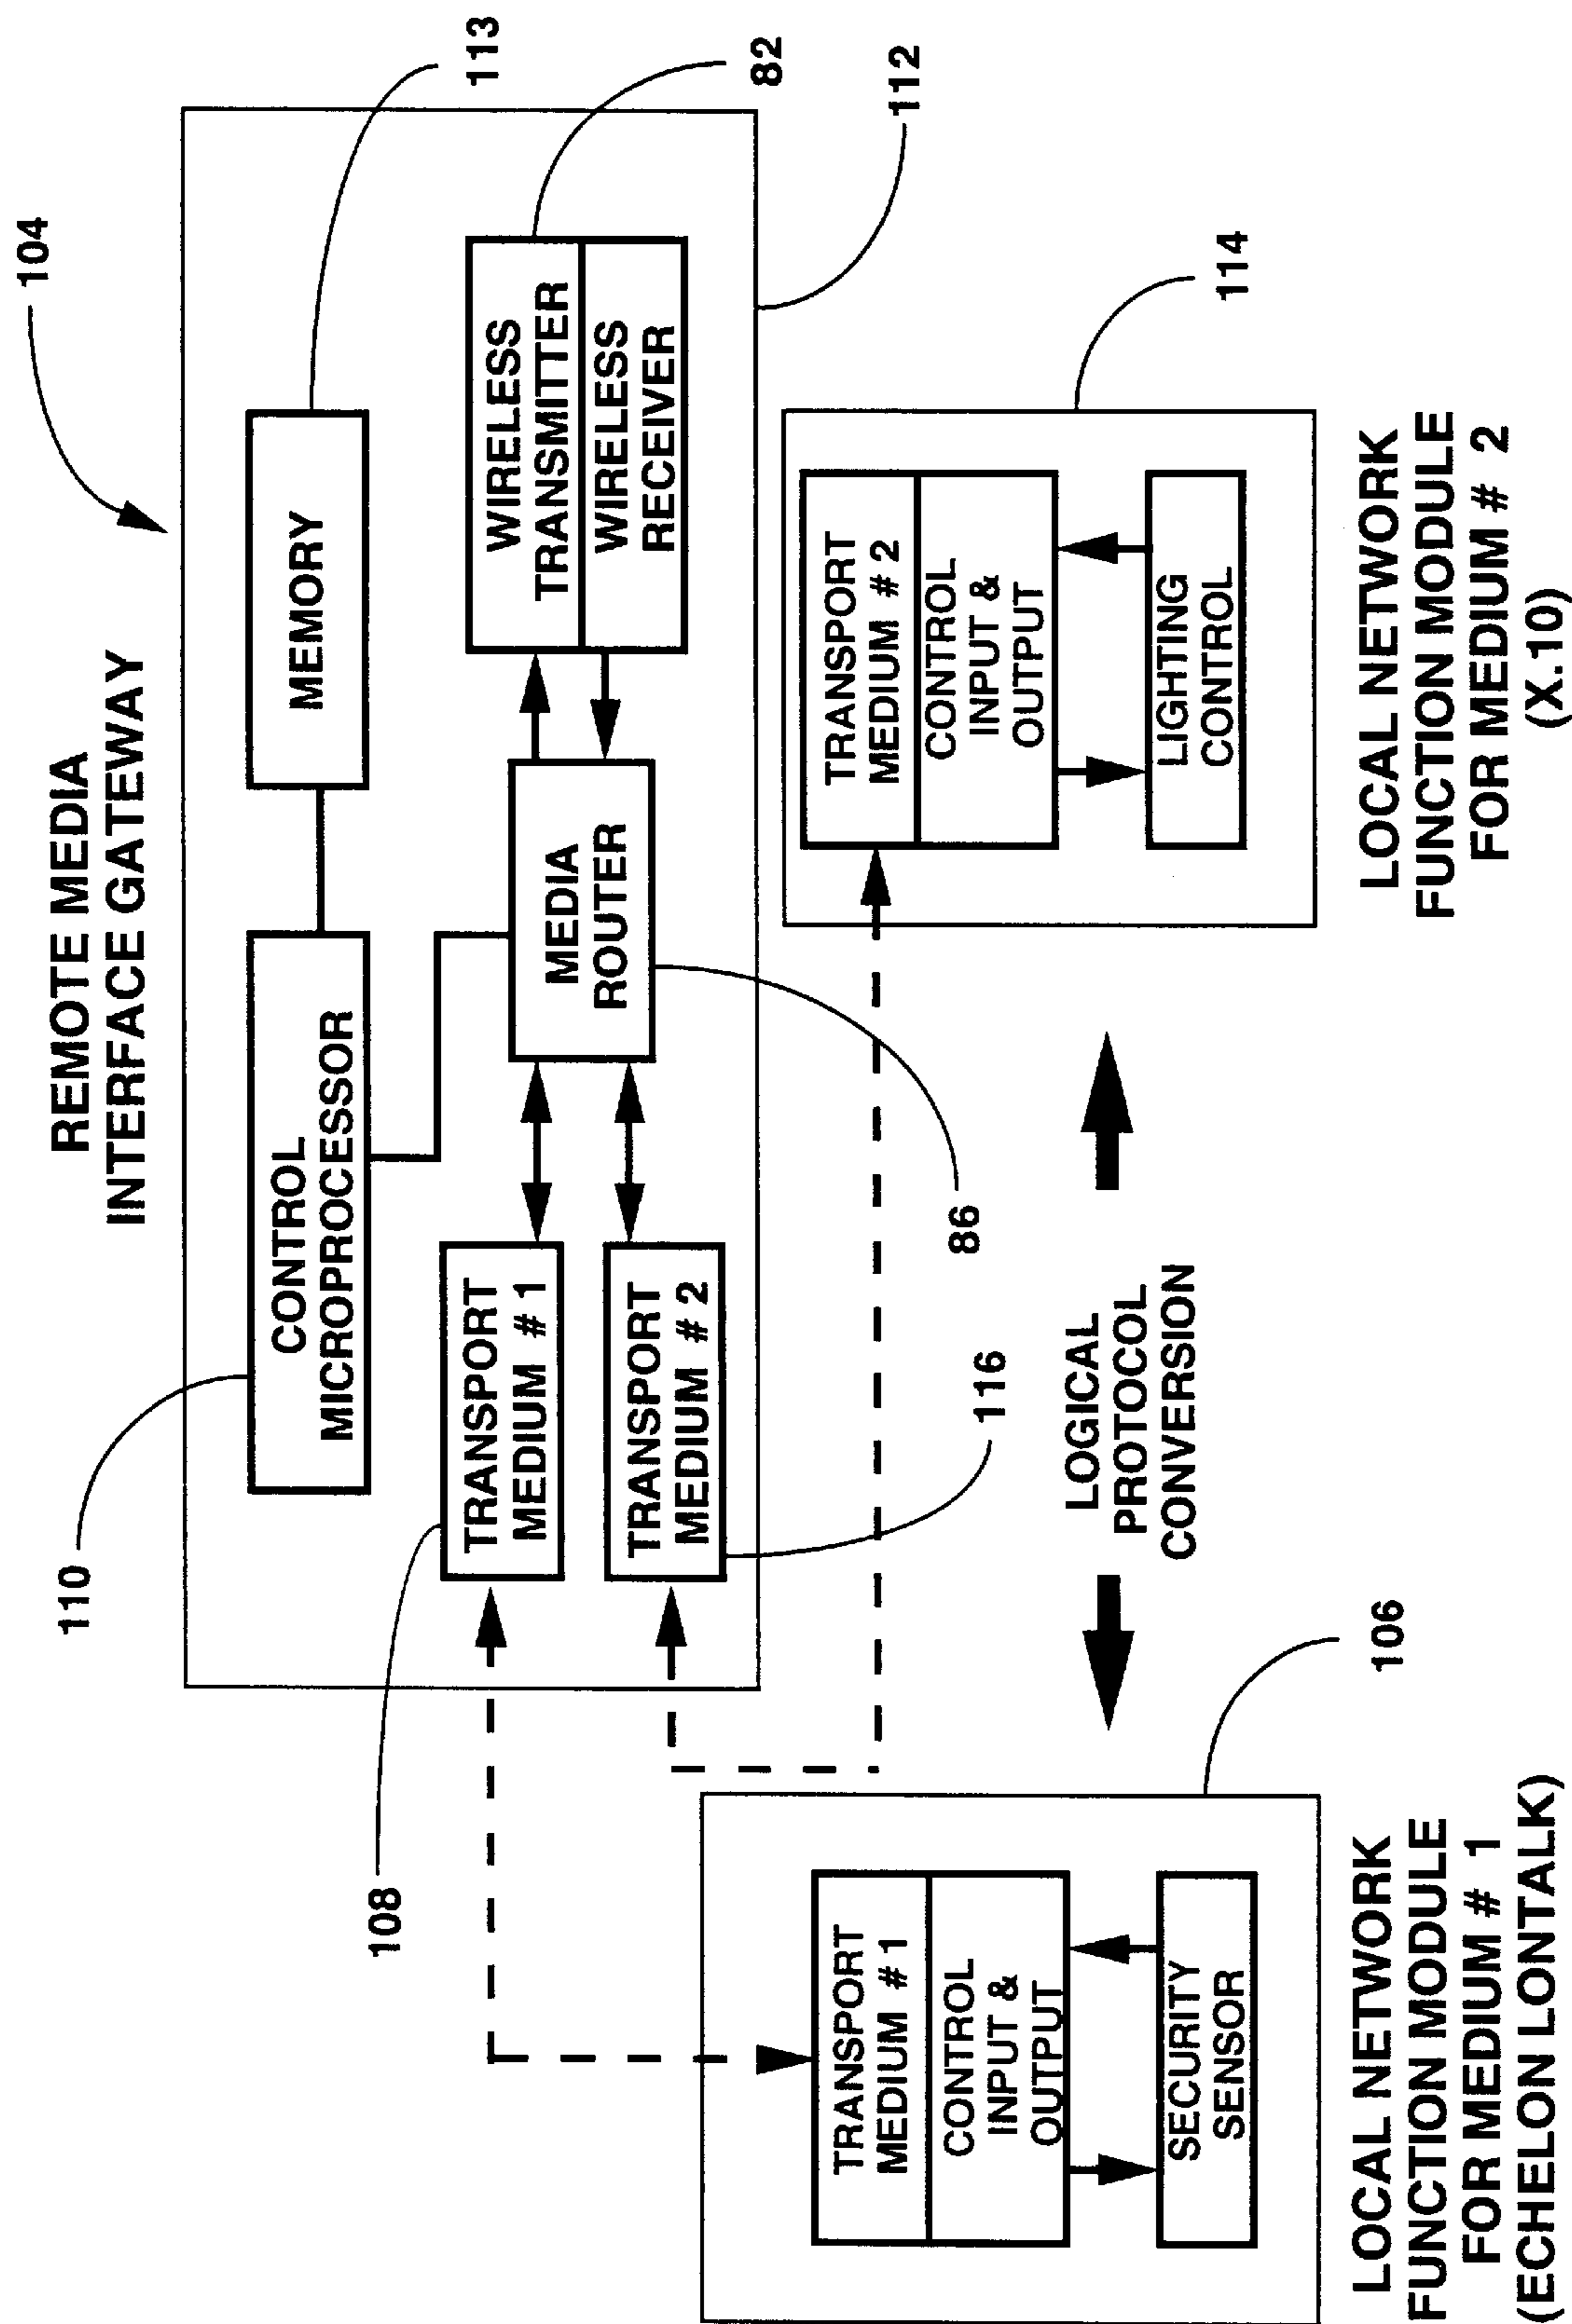 104
REMOTE MEDIA
INTERFACE GATEWAY
110
113
CONTROL
MICROPROCESSOR
MEMORY
82
108
TRANSPORT
MEDIUM # 1
TRANSPORT
MEDIUM # 2
MEDIA
ROUTER
WIRELESS
TRANSMITTER
WIRELESS
RECEIVER
112
116
86
TRANSPORT
MEDIUM # 1
CONTROL
INPUT &
OUTPUT
SECURITY
SENSOR
106
LOGICAL
PROTOCOL
CONVERSION
TRANSPORT
MEDIUM # 2
CONTROL
INPUT &
OUTPUT
LIGHTING
CONTROL
114
LOCAL NETWORK
FUNCTION MODULE
FOR MEDIUM # 1
(ECHELON LONTALK)
LOCAL NETWORK
FUNCTION MODULE
FOR MEDIUM # 2
(X.10)